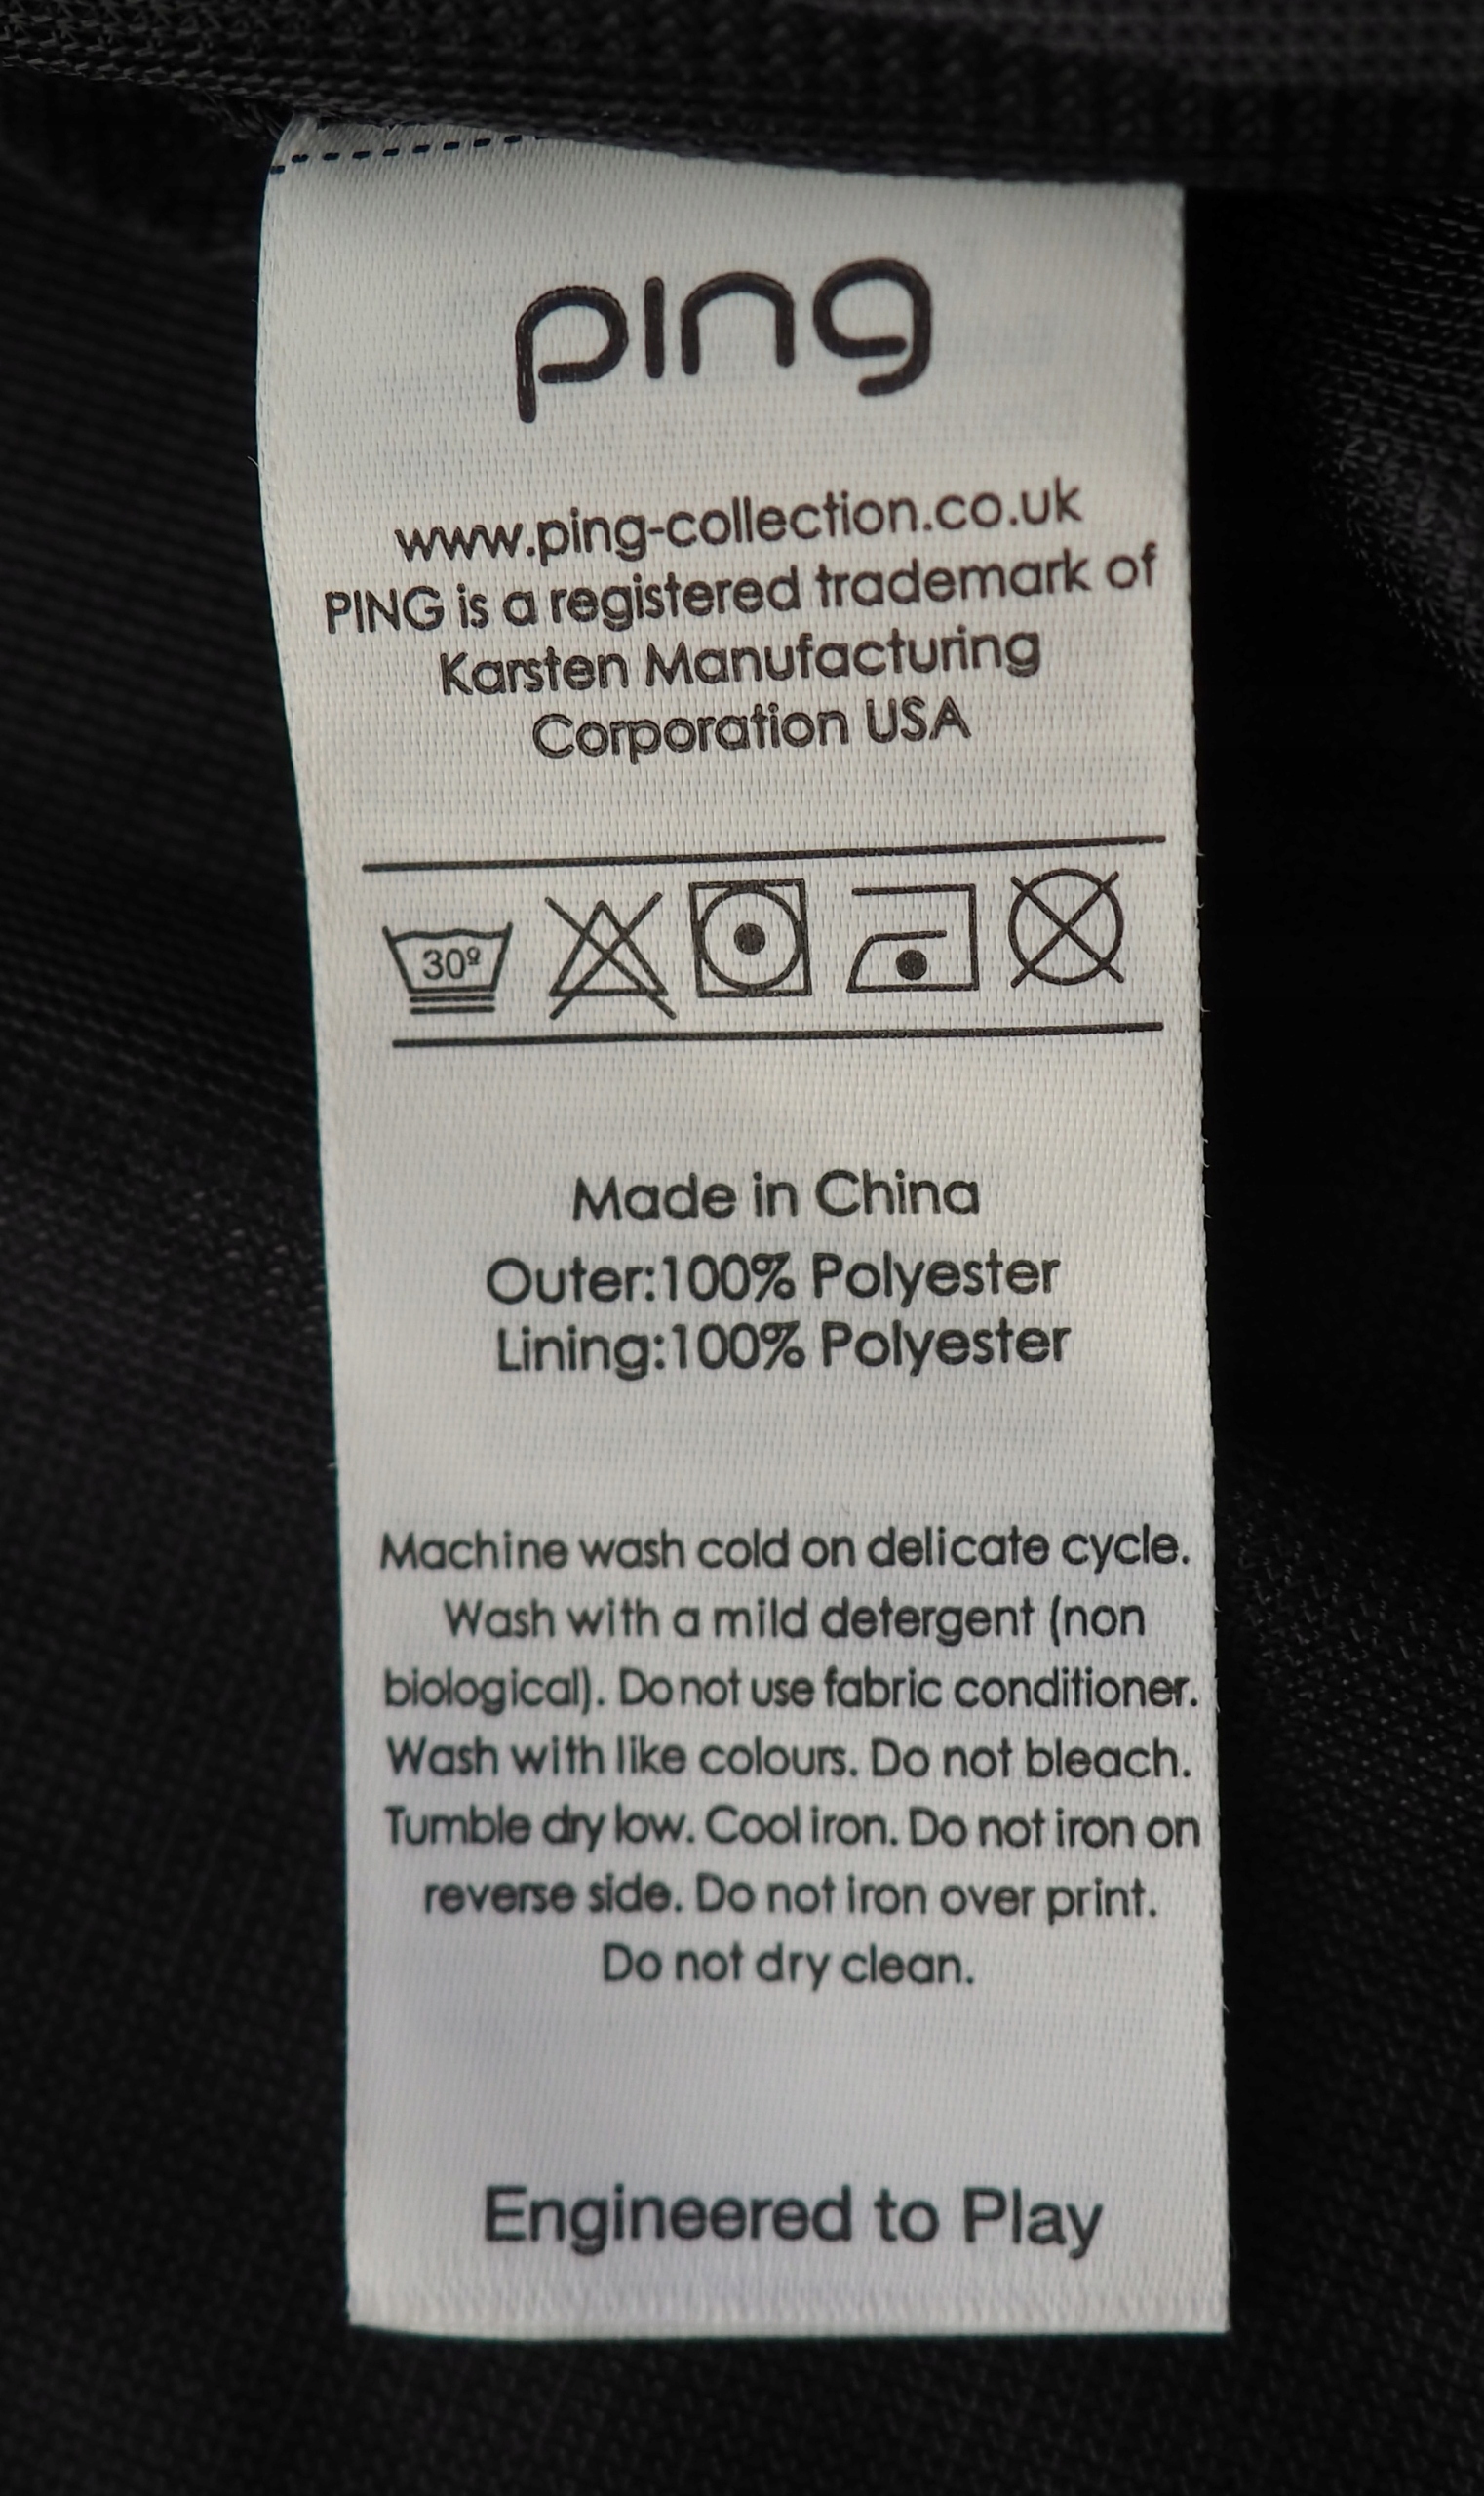 ping
www.ping-collection.co.uk
PING is a registered trademark of
Karsten Manufacturing
Corporation USA
30º
Made in China
Outer:100% Polyester
Lining:100% Polyester
Machine wash cold on delicate cycle.
Wash with a mild detergent (non
biological). Do not use fabric conditioner.
Wash with like colours. Do not bleach.
Tumble dry low. Cool iron. Do not iron on
reverse side. Do not iron over print.
Do not dry clean.
Engineered to Play